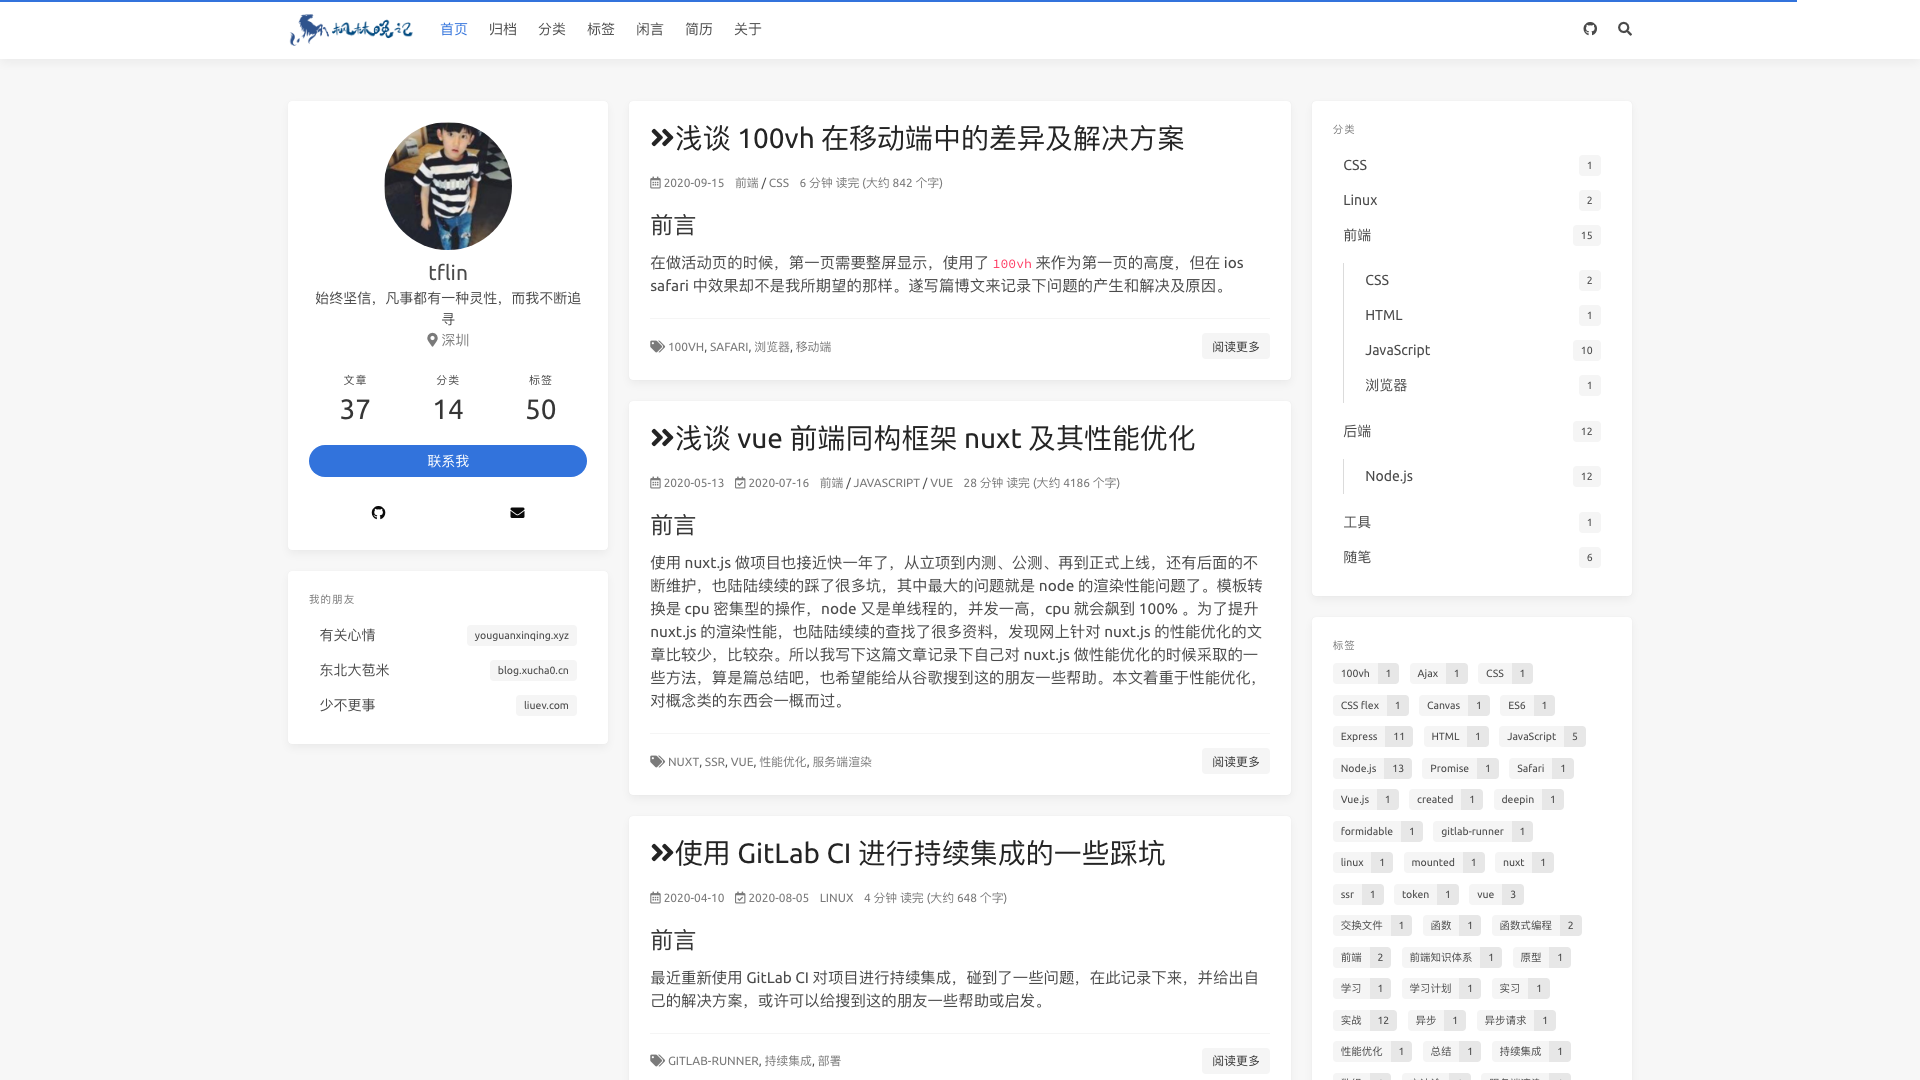 枫林晚记 首页 归档 分类 标签 闲言 简历 关于
tflin
始终坚信，凡事都有一种灵性，而我不断追
寻
深圳
文章 分类 标签
37 14 50
联系我
我的朋友
有关心情 youguanxinqing.xyz
东北大苞米 blog.xucha0.cn
少不更事 liuev.com
浅谈 100vh 在移动端中的差异及解决方案
2020-09-15 前端 / CSS 6 分钟 读完 (大约 842 个字)
前言
在做活动页的时候，第一页需要整屏显示，使用了 100vh 来作为第一页的高度，但在 ios
safari 中效果却不是我所期望的那样。遂写篇博文来记录下问题的产生和解决及原因。
100VH, SAFARI, 浏览器, 移动端 阅读更多
浅谈 vue 前端同构框架 nuxt 及其性能优化
2020-05-13 2020-07-16 前端 / JAVASCRIPT / VUE 28 分钟 读完 (大约 4186 个字)
前言
使用 nuxt.js 做项目也接近快一年了，从立项到内测、公测、再到正式上线，还有后面的不
断维护，也陆陆续续的踩了很多坑，其中最大的问题就是 node 的渲染性能问题了。模板转
换是 cpu 密集型的操作，node 又是单线程的，并发一高，cpu 就会飙到 100% 。为了提升
nuxt.js 的渲染性能，也陆陆续续的查找了很多资料，发现网上针对 nuxt.js 的性能优化的文
章比较少，比较杂。所以我写下这篇文章记录下自己对 nuxt.js 做性能优化的时候采取的一
些方法，算是篇总结吧，也希望能给从谷歌搜到这的朋友一些帮助。本文着重于性能优化，
对概念类的东西会一概而过。
NUXT, SSR, VUE, 性能优化, 服务端渲染 阅读更多
使用 GitLab CI 进行持续集成的一些踩坑
2020-04-10 2020-08-05 LINUX 4 分钟 读完 (大约 648 个字)
前言
最近重新使用 GitLab CI 对项目进行持续集成，碰到了一些问题，在此记录下来，并给出自
己的解决方案，或许可以给搜到这的朋友一些帮助或启发。
GITLAB-RUNNER, 持续集成, 部署 阅读更多
分类
CSS 1
Linux 2
前端 15
CSS 2
HTML 1
JavaScript 10
浏览器 1
后端 12
Node.js 12
工具 1
随笔 6
标签
100vh 1 Ajax 1 CSS 1
CSS flex 1 Canvas 1 ES6 1
Express 11 HTML 1 JavaScript 5
Node.js 13 Promise 1 Safari 1
Vue.js 1 created 1 deepin 1
formidable 1 gitlab-runner 1
linux 1 mounted 1 nuxt 1
ssr 1 token 1 vue 3
交换文件 1 函数 1 函数式编程 2
前端 2 前端知识体系 1 原型 1
学习 1 学习计划 1 实习 1
实战 12 异步 1 异步请求 1
性能优化 1 总结 1 持续集成 1